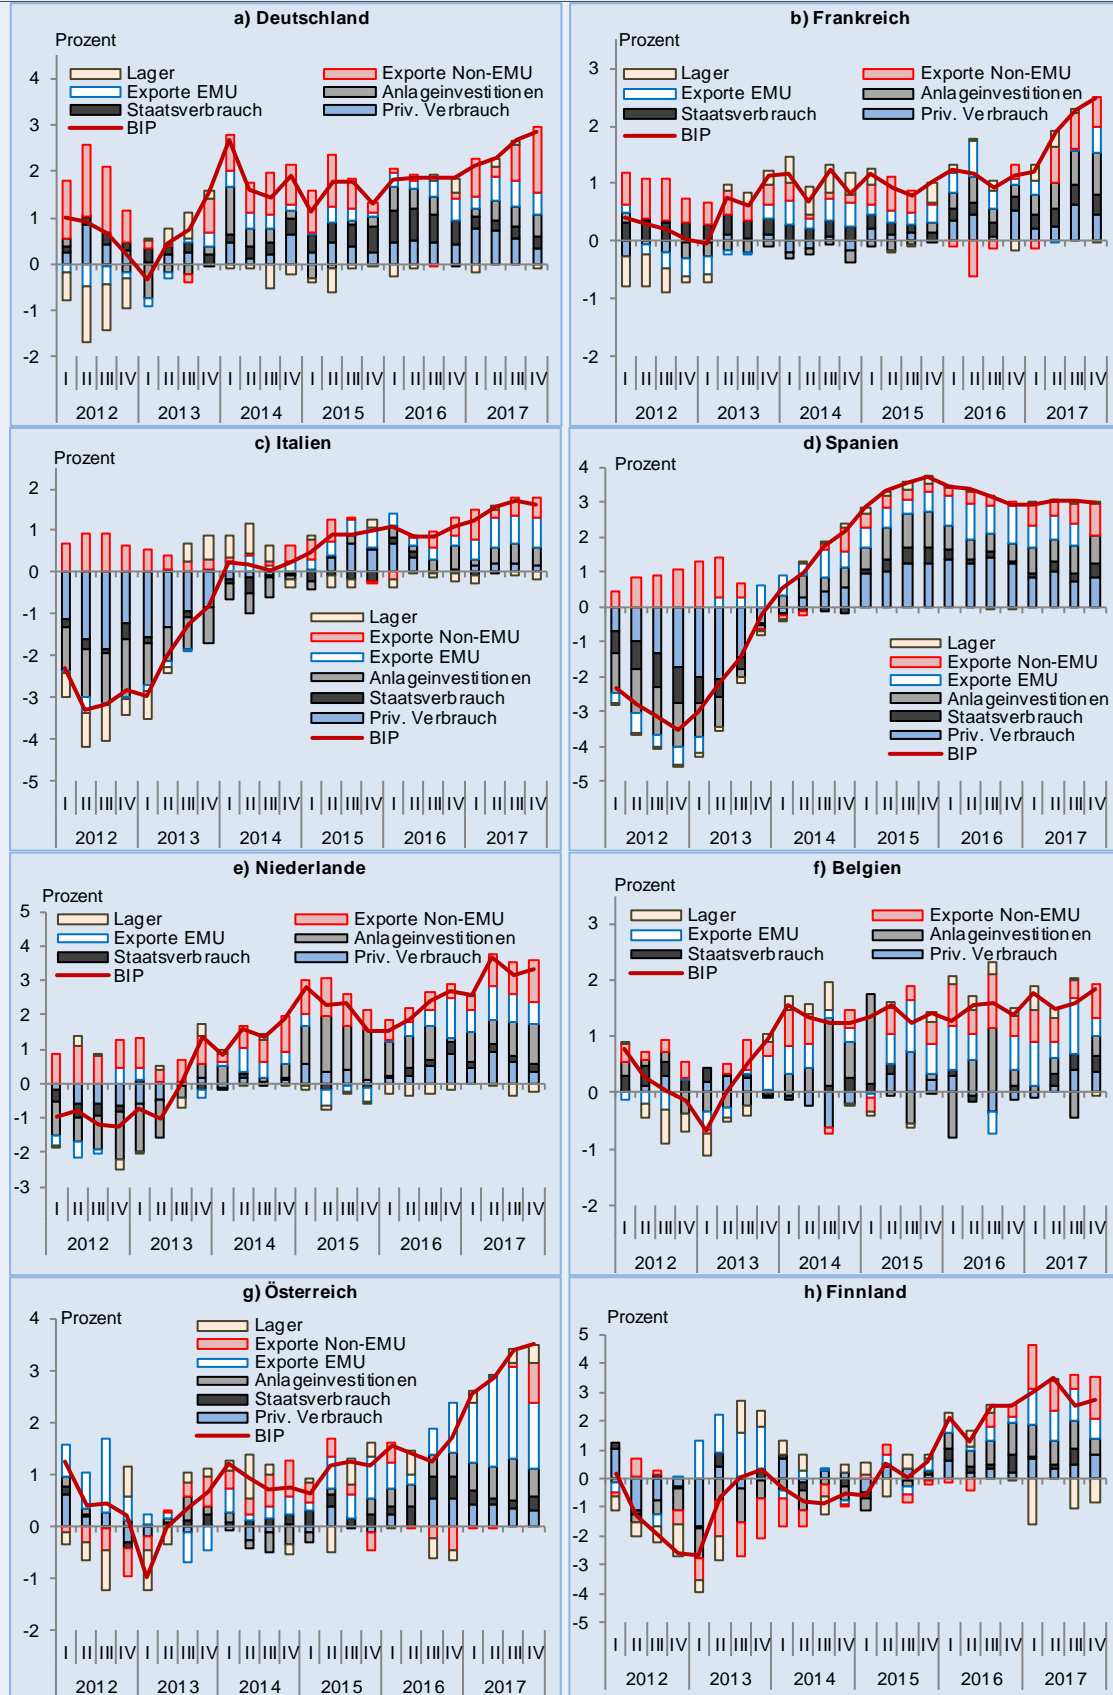 a) Deutschland
Prozent
Lager
Exporte Non-EMU
Exporte EMU
Anlageinvestitionen
Staatsverbrauch
Priv. Verbrauch
BIP
4
3
2
1
0
-1
-2
I II III IV I II III IV I II III IV I II III IV I II III IV I II III IV
2012 2013 2014 2015 2016 2017
b) Frankreich
Prozent
Lager
Exporte Non-EMU
Exporte EMU
Anlageinvestitionen
Staatsverbrauch
Priv. Verbrauch
BIP
3
2
1
0
-1
-2
I II III IV I II III IV I II III IV I II III IV I II III IV I II III IV
2012 2013 2014 2015 2016 2017
c) Italien
Prozent
2
1
0
-1
-2
-3
-4
-5
Lager
Exporte Non-EMU
Exporte EMU
Anlageinvestitionen
Staatsverbrauch
Priv. Verbrauch
BIP
I II III IV I II III IV I II III IV I II III IV I II III IV I II III IV
2012 2013 2014 2015 2016 2017
d) Spanien
Prozent
4
3
2
1
0
-1
-2
-3
-4
-5
Lager
Exporte Non-EMU
Exporte EMU
Anlageinvestitionen
Staatsverbrauch
Priv. Verbrauch
BIP
I II III IV I II III IV I II III IV I II III IV I II III IV I II III IV
2012 2013 2014 2015 2016 2017
e) Niederlande
Prozent
Lager
Exporte Non-EMU
Exporte EMU
Anlageinvestitionen
Staatsverbrauch
Priv. Verbrauch
BIP
5
4
3
2
1
0
-1
-2
-3
I II III IV I II III IV I II III IV I II III IV I II III IV I II III IV
2012 2013 2014 2015 2016 2017
f) Belgien
Prozent
Lager
Exporte Non-EMU
Exporte EMU
Anlageinvestitionen
Staatsverbrauch
Priv. Verbrauch
BIP
3
2
1
0
-1
-2
I II III IV I II III IV I II III IV I II III IV I II III IV I II III IV
2012 2013 2014 2015 2016 2017
g) Österreich
Prozent
Lager
Exporte Non-EMU
Exporte EMU
Anlageinvestitionen
Staatsverbrauch
Priv. Verbrauch
BIP
4
3
2
1
0
-1
-2
I II III IV I II III IV I II III IV I II III IV I II III IV I II III IV
2012 2013 2014 2015 2016 2017
h) Finnland
Prozent
5
4
3
2
1
0
-1
-2
-3
-4
-5
I II III IV I II III IV I II III IV I II III IV I II III IV I II III IV
2012 2013 2014 2015 2016 2017